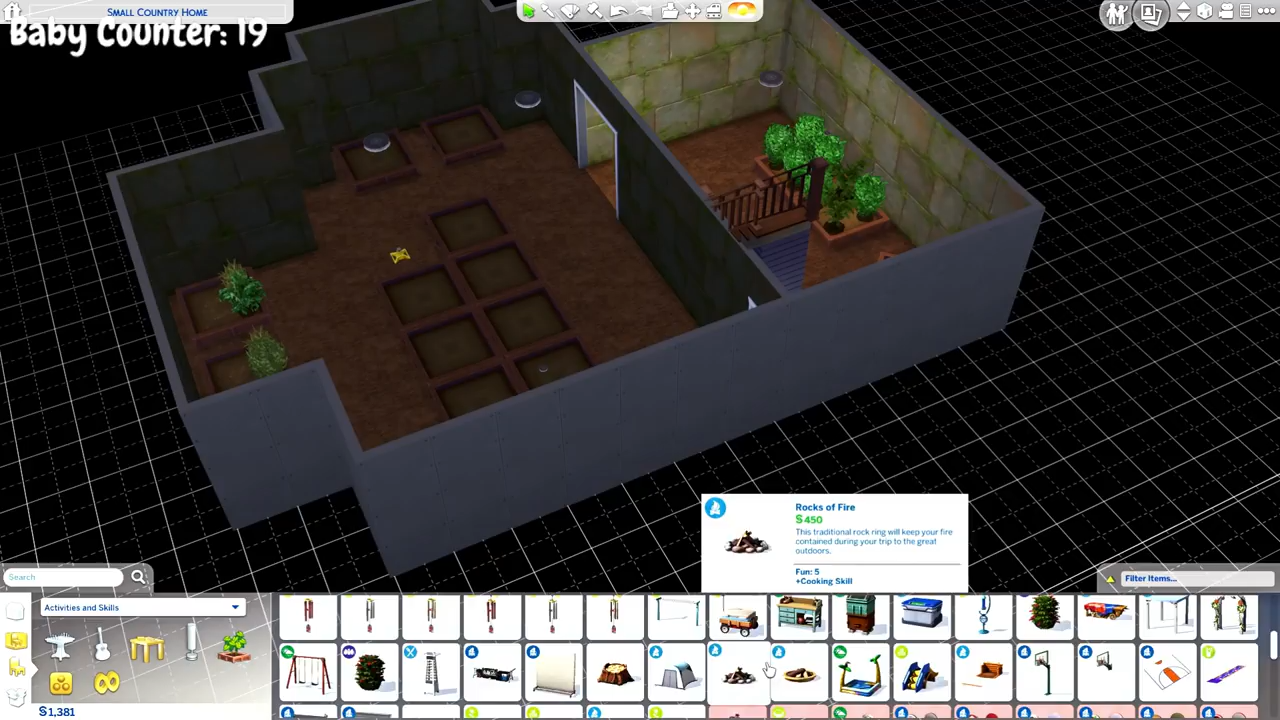 SMALL COUNTRY HOME
Baby Counter: 19
Rocks of Fire
§450
This traditional rock ring will keep your fire
contained during your trip to the great
outdoors.
Fun: 5
+Cooking Skill
Search
Filter Items...
Activities and Skills
§1,381